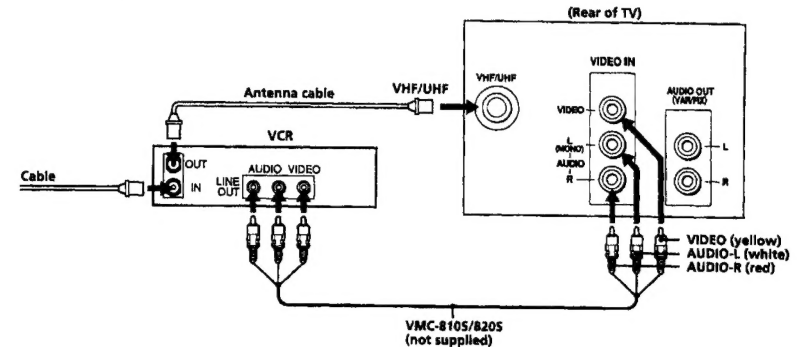 (Rear of TV)
VIDEO IN
VHF/UHF
Antenna cable
VHF/UHF
AUDIO OUT
(VAR/FIX)
VIDEO
VCR
L
(MONO)
AUDIO
R
L
R
OUT
IN
AUDIO VIDEO
LINE
OUT
Cable
VIDEO (yellow)
AUDIO-L (white)
AUDIO-R (red)
VMC-810S/820S
(not supplied)